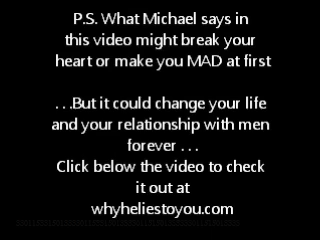 P.S. What Michael says in
this video might break your
heart or make you MAD at first
. . .But it could change your life
and your relationship with men
forever . . .
Click below the video to check
it out at
whyheliestoyou.com